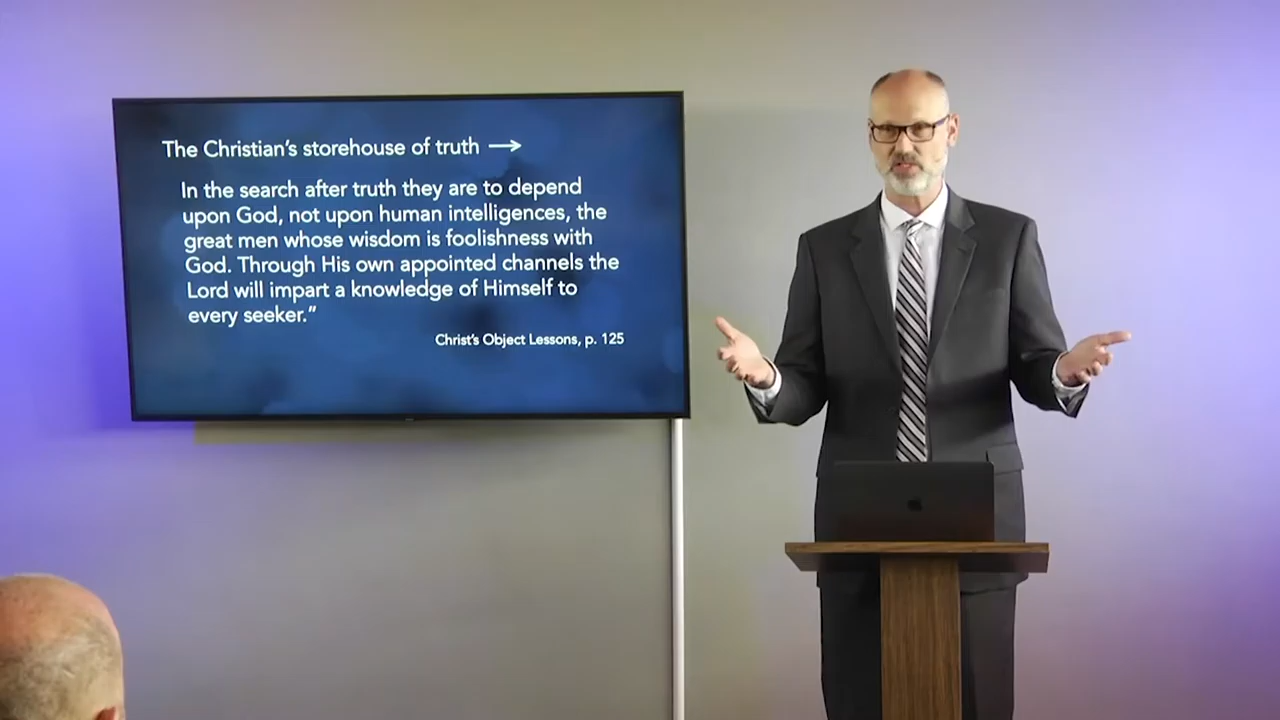 The Christian's storehouse of truth →
In the search after truth they are to depend
upon God, not upon human intelligences, the
great men whose wisdom is foolishness with
God. Through His own appointed channels the
Lord will impart a knowledge of Himself to
every seeker.”
Christ's Object Lessons, p. 125